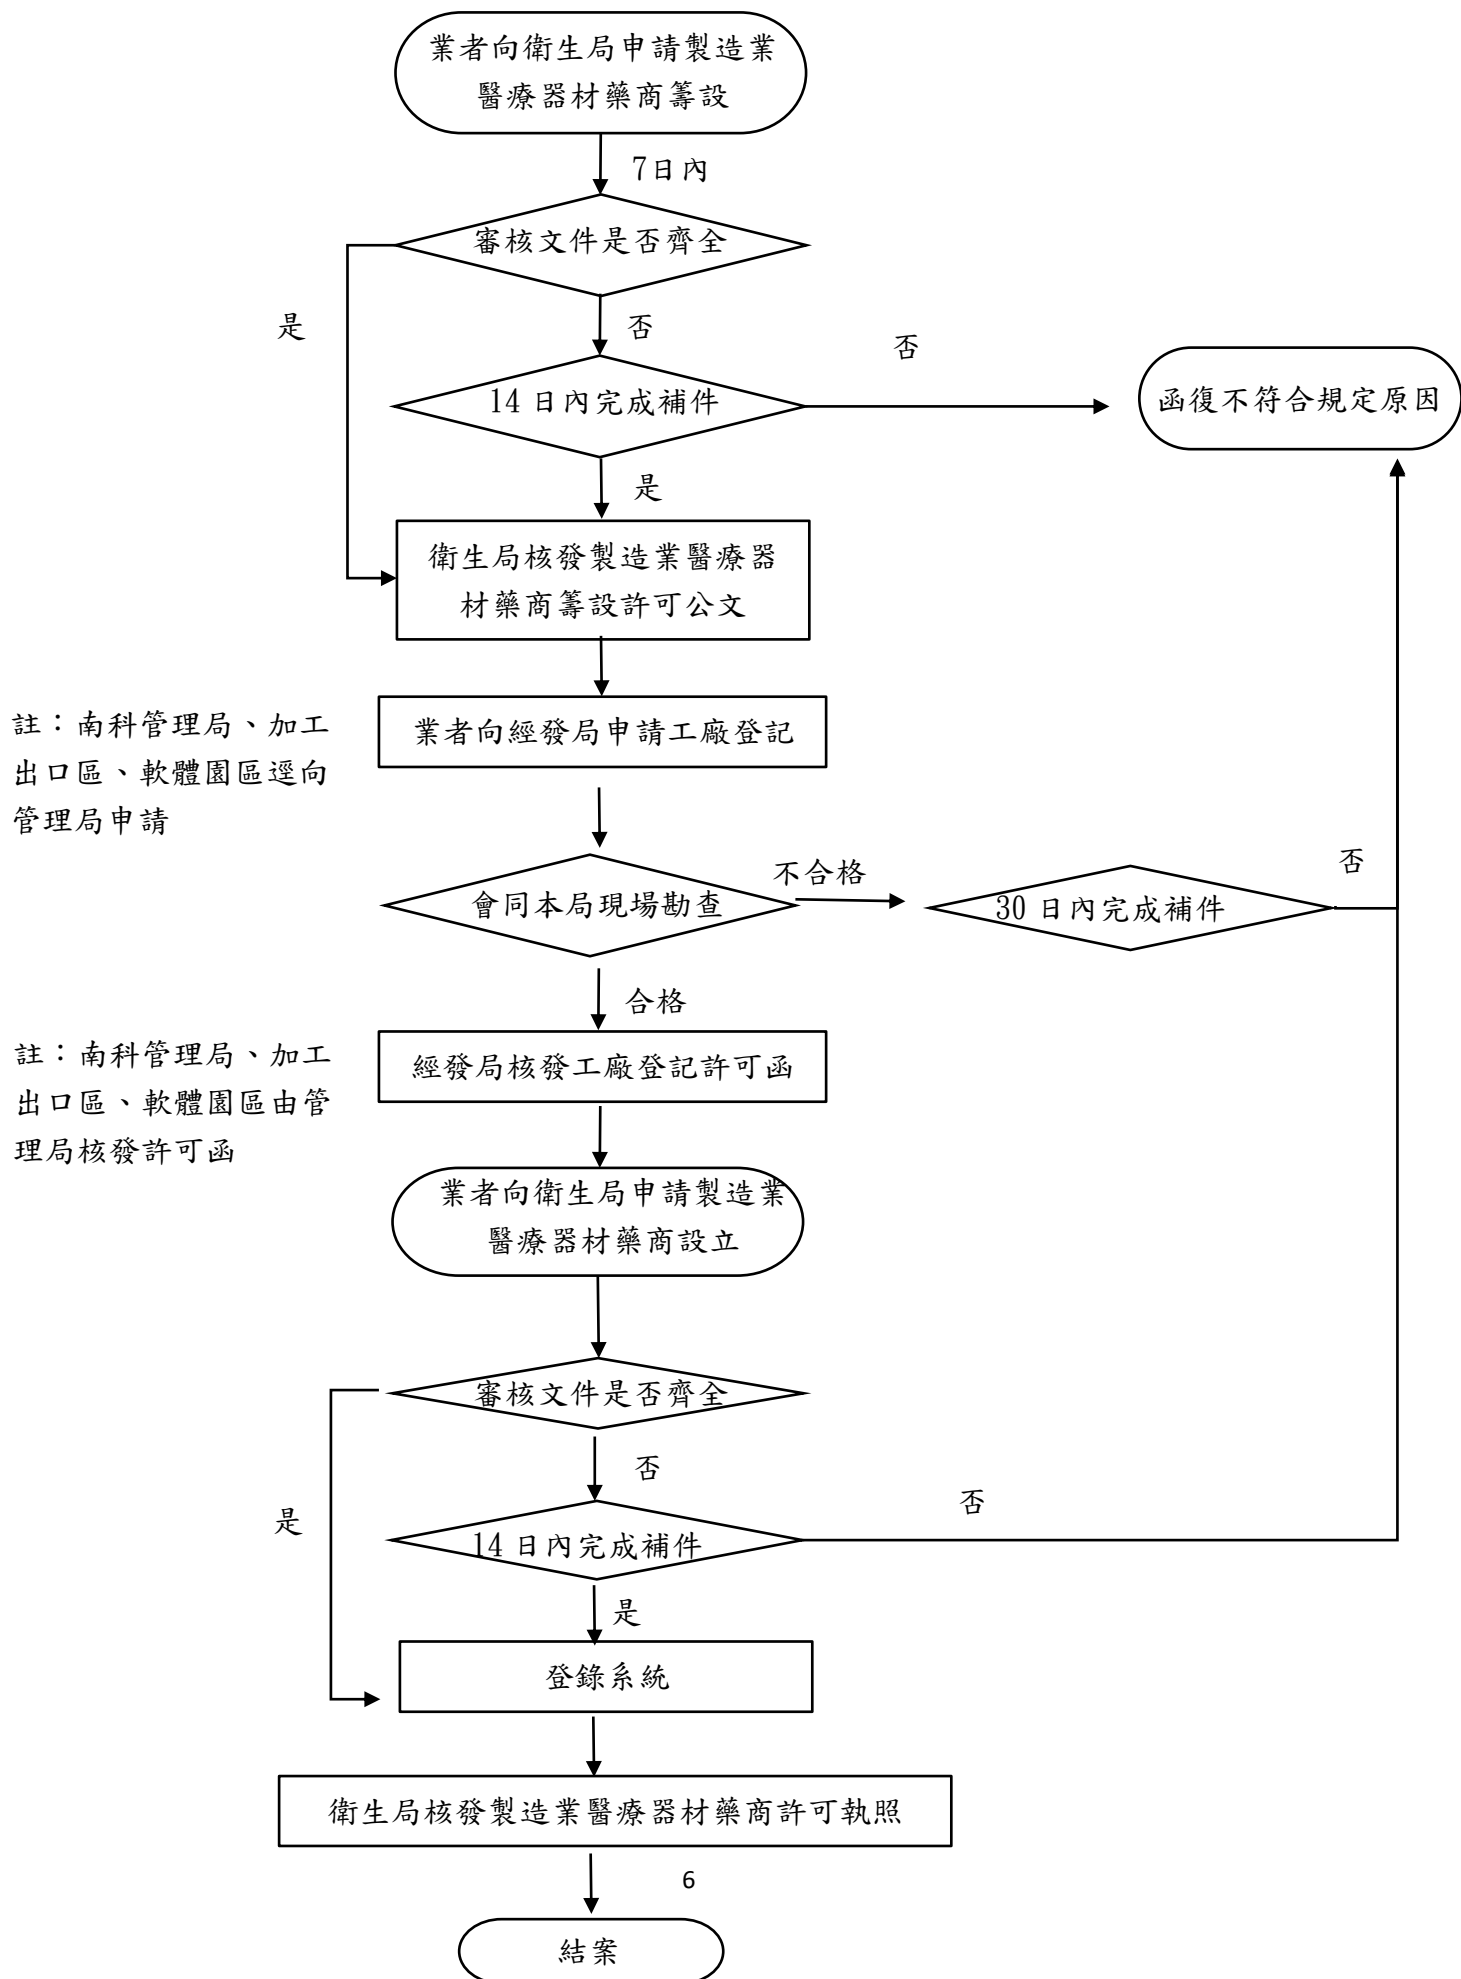 業者向衛生局申請製造業
醫療器材藥商籌設
7日內
審核文件是否齊全
是
否
否
14 日內完成補件
函復不符合規定原因
是
衛生局核發製造業醫療器
材藥商籌設許可公文
註：南科管理局、加工
出口區、軟體園區逕向
管理局申請
業者向經發局申請工廠登記
會同本局現場勘查
不合格
30 日內完成補件
否
合格
註：南科管理局、加工
出口區、軟體園區由管
理局核發許可函
經發局核發工廠登記許可函
業者向衛生局申請製造業
醫療器材藥商設立
審核文件是否齊全
是
否
否
14 日內完成補件
是
登錄系統
衛生局核發製造業醫療器材藥商許可執照
6
結案